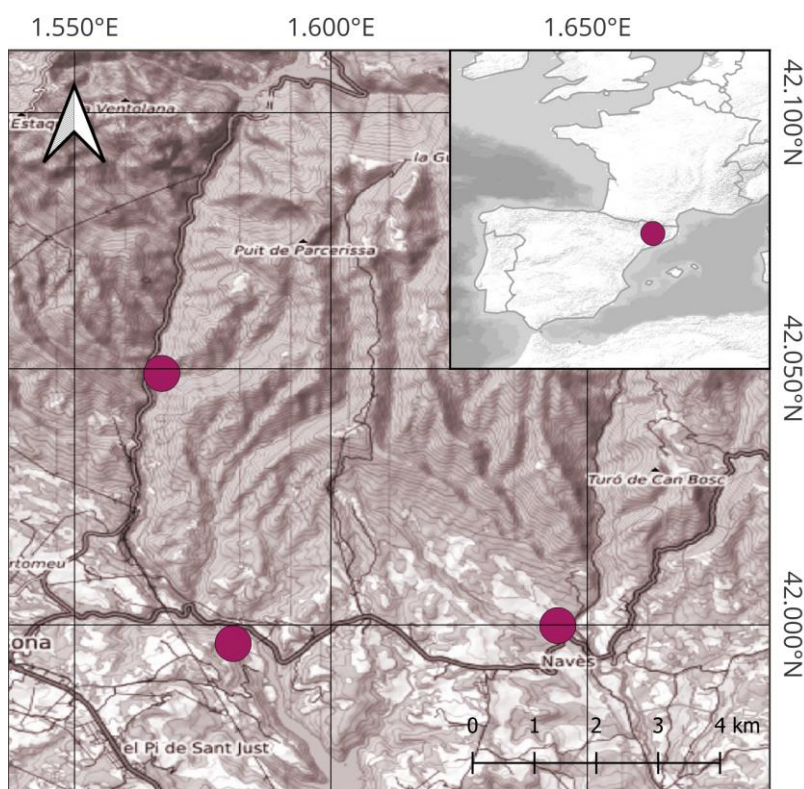 1.550°E 1.600°E 1.650°E
42.100°N
Ventolana
Estaq
la Gu
Puit de Parcerissa
42.050°N
Turó de Can Bosc
rtomeu
42.000°N
ona
Navès
el Pi de Sant Just
0 1 2 3 4 km